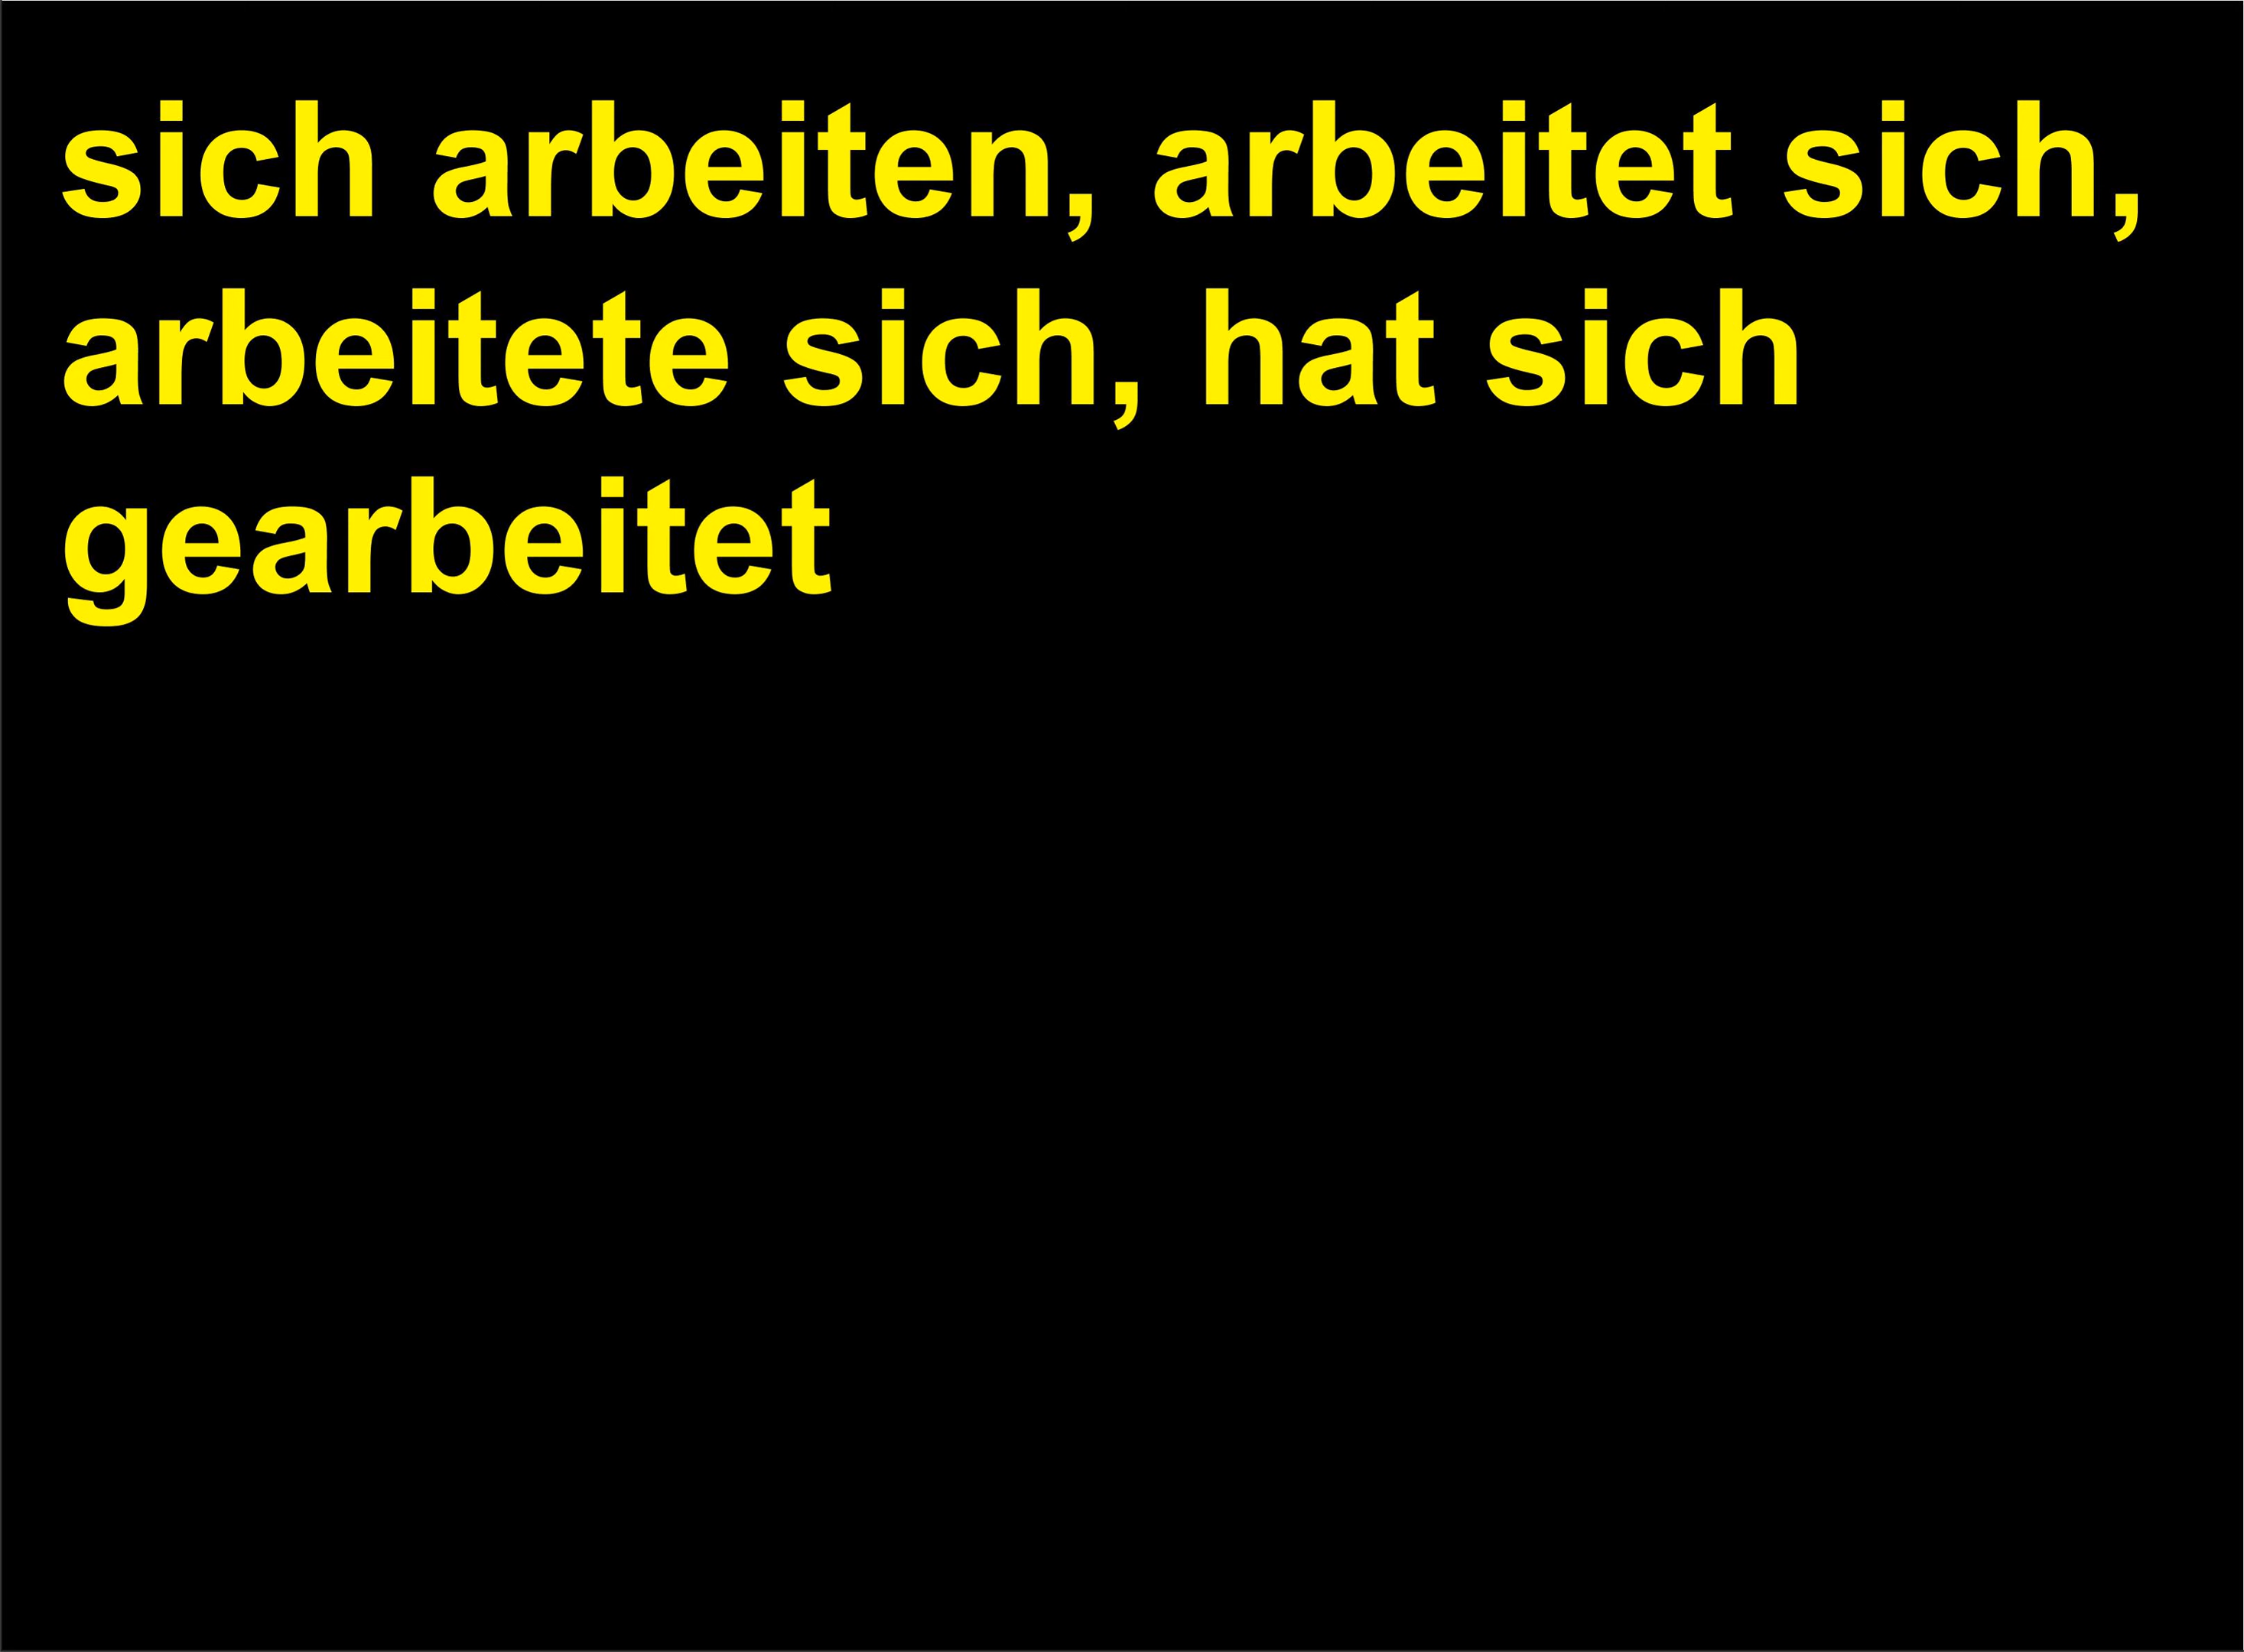 sich arbeiten, arbeitet sich,
arbeitete sich, hat sich
gearbeitet